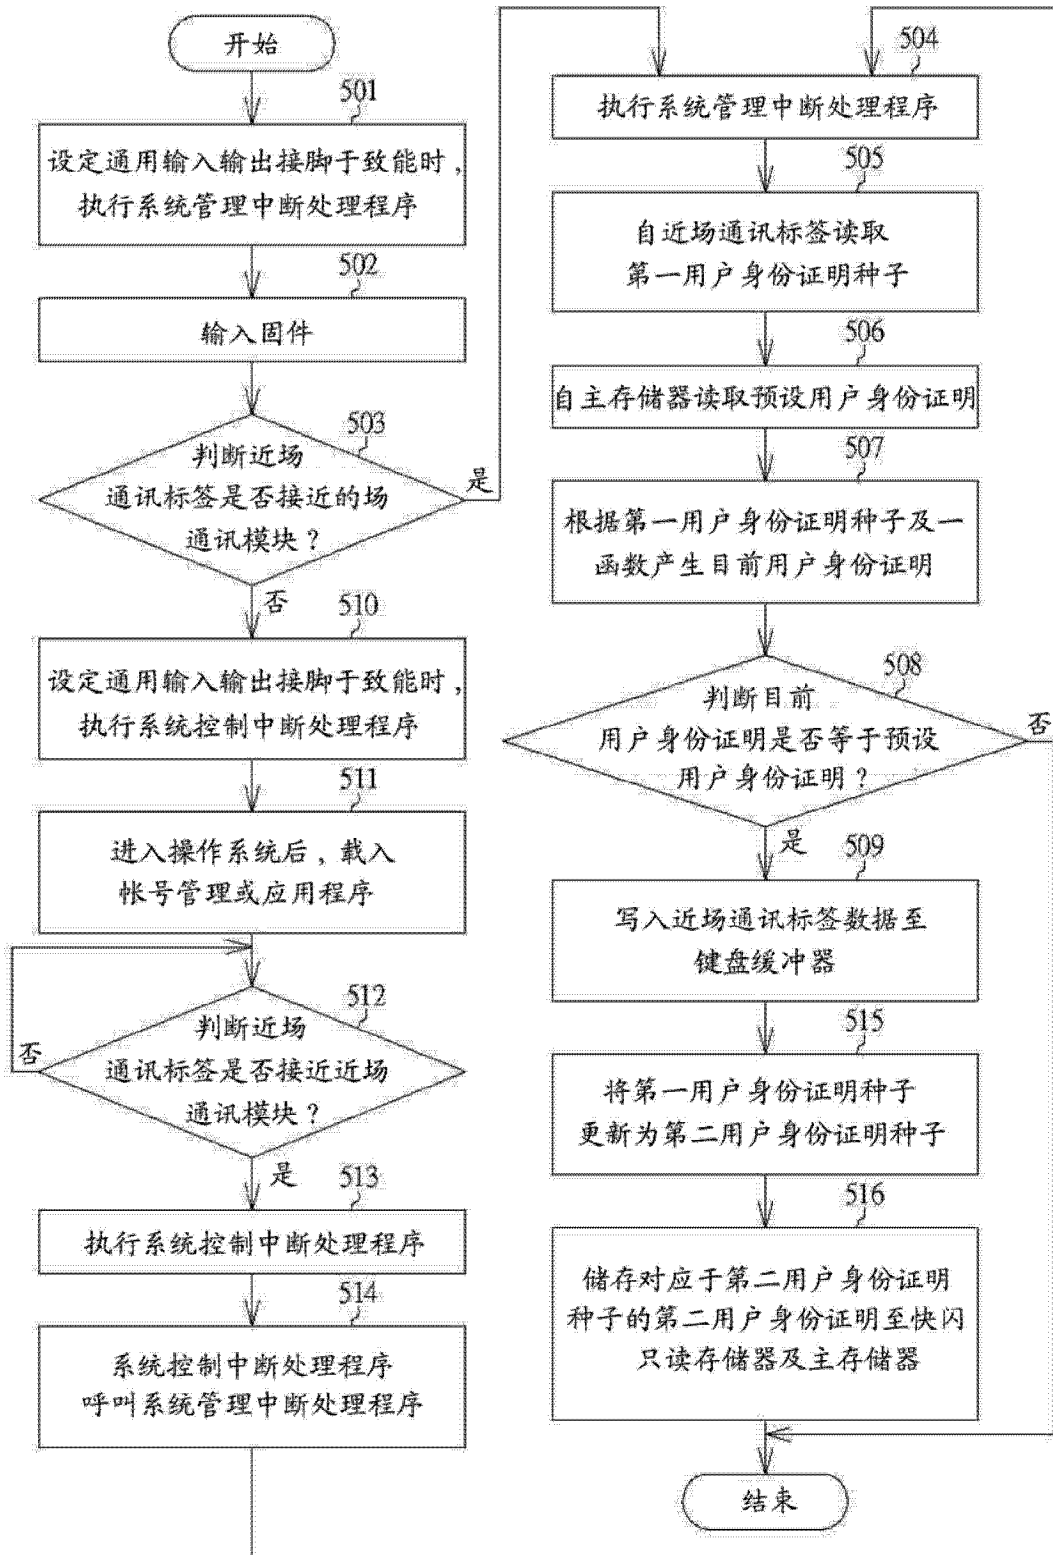 开始
501
设定通用输入输出接脚于致能时，
执行系统管理中断处理程序
502
输入固件
503
判断近场
通讯标签是否接近的场
通讯模块？
是
否
510
设定通用输入输出接脚于致能时，
执行系统控制中断处理程序
511
进入操作系统后，载入
帐号管理或应用程序
512
判断近场
通讯标签是否接近近场
通讯模块？
否
是
513
执行系统控制中断处理程序
514
系统控制中断处理程序
呼叫系统管理中断处理程序
504
执行系统管理中断处理程序
505
自近场通讯标签读取
第一用户身份证明种子
506
自主存储器读取预设用户身份证明
507
根据第一用户身份证明种子及一
函数产生目前用户身份证明
508
判断目前
用户身份证明是否等于预设
用户身份证明？
否
是
509
写入近场通讯标签数据至
键盘缓冲器
515
将第一用户身份证明种子
更新为第二用户身份证明种子
516
储存对应于第二用户身份证明
种子的第二用户身份证明至快闪
只读存储器及主存储器
结束